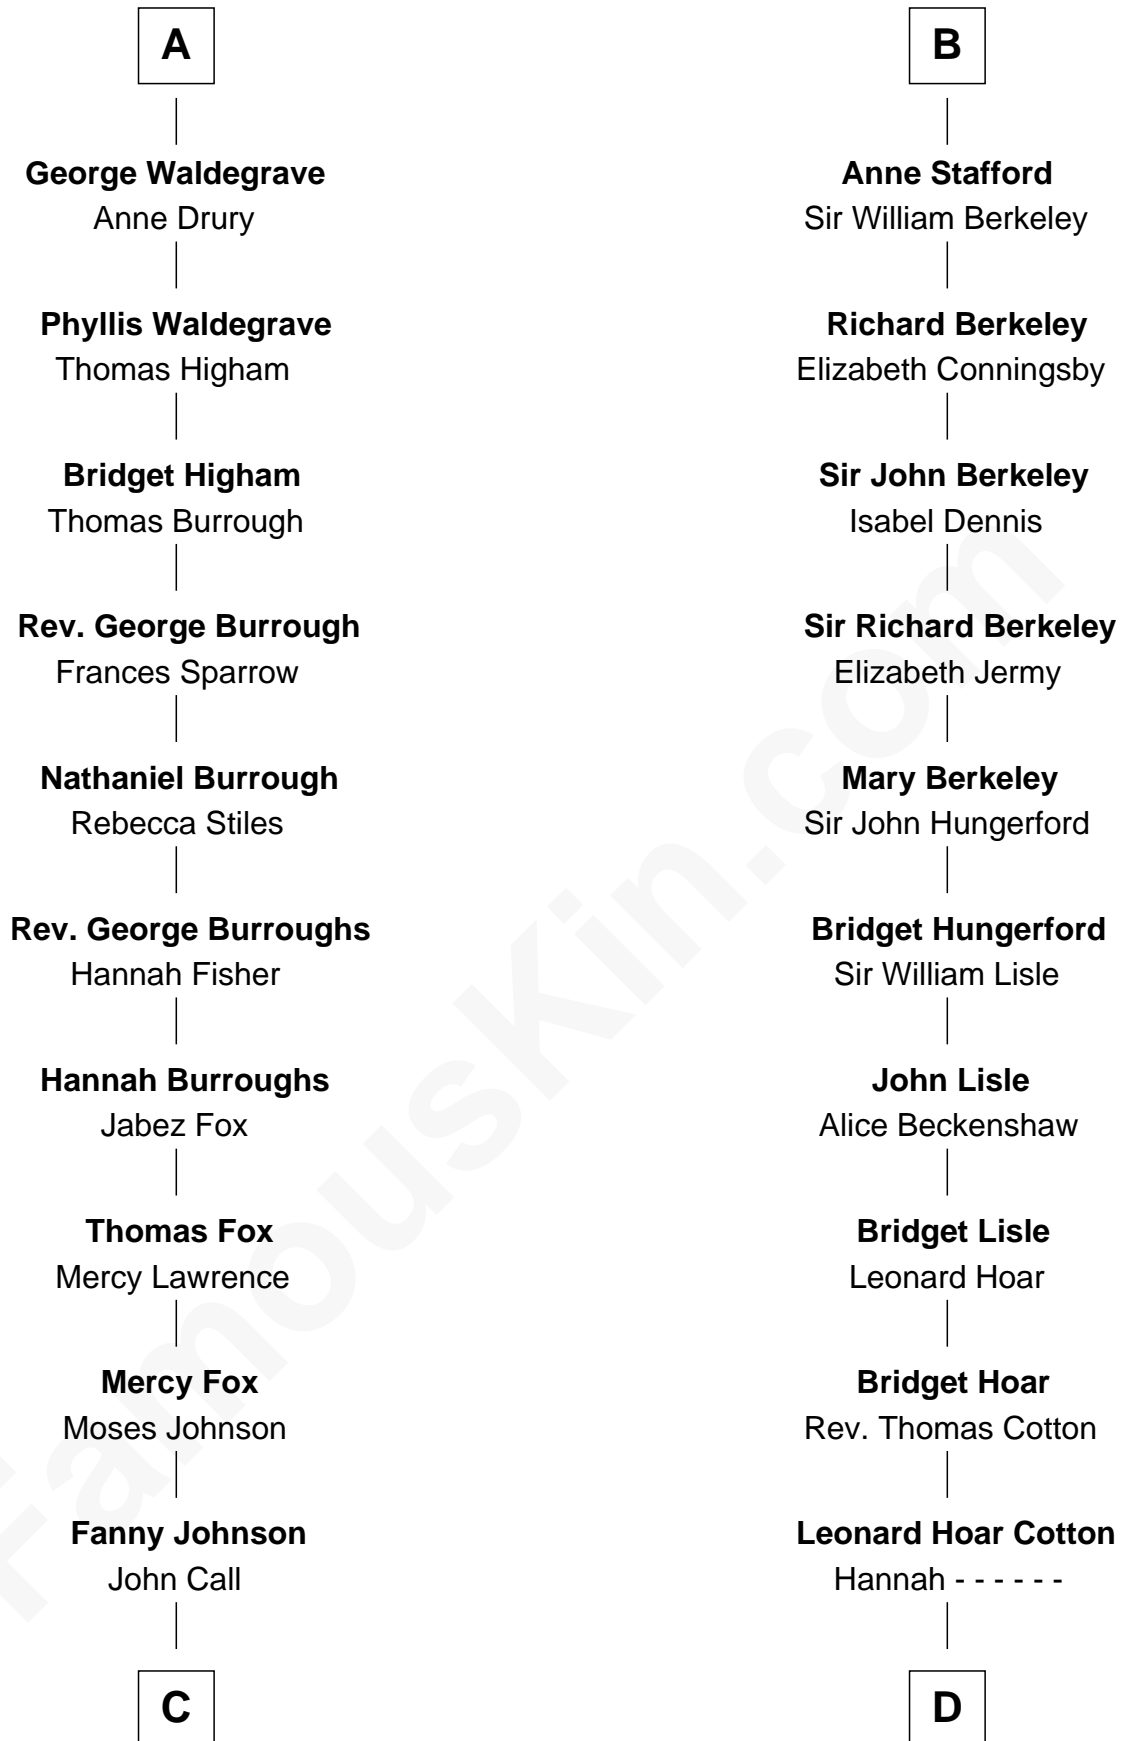 A
George Waldegrave
Anne Drury
Phyllis Waldegrave
Thomas Higham
Bridget Higham
Thomas Burrough
Rev. George Burrough
Frances Sparrow
Nathaniel Burrough
Rebecca Stiles
Rev. George Burroughs
Hannah Fisher
Hannah Burroughs
Jabez Fox
Thomas Fox
Mercy Lawrence
Mercy Fox
Moses Johnson
Fanny Johnson
John Call
C
B
Anne Stafford
Sir William Berkeley
Richard Berkeley
Elizabeth Conningsby
Sir John Berkeley
Isabel Dennis
Sir Richard Berkeley
Elizabeth Jermy
Mary Berkeley
Sir John Hungerford
Bridget Hungerford
Sir William Lisle
John Lisle
Alice Beckenshaw
Bridget Lisle
Leonard Hoar
Bridget Hoar
Rev. Thomas Cotton
Leonard Hoar Cotton
Hannah - - - - - -
D
FamousKin.com